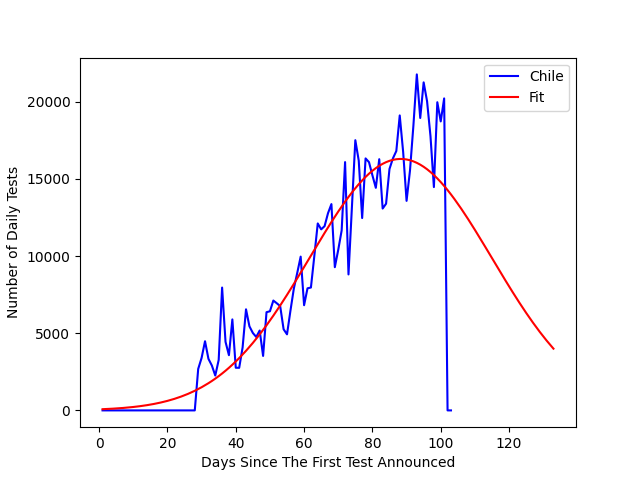 Chile
Fit
20000
15000
10000
5000
0
Number of Daily Tests
0 20 40 60 80 100 120
Days Since The First Test Announced